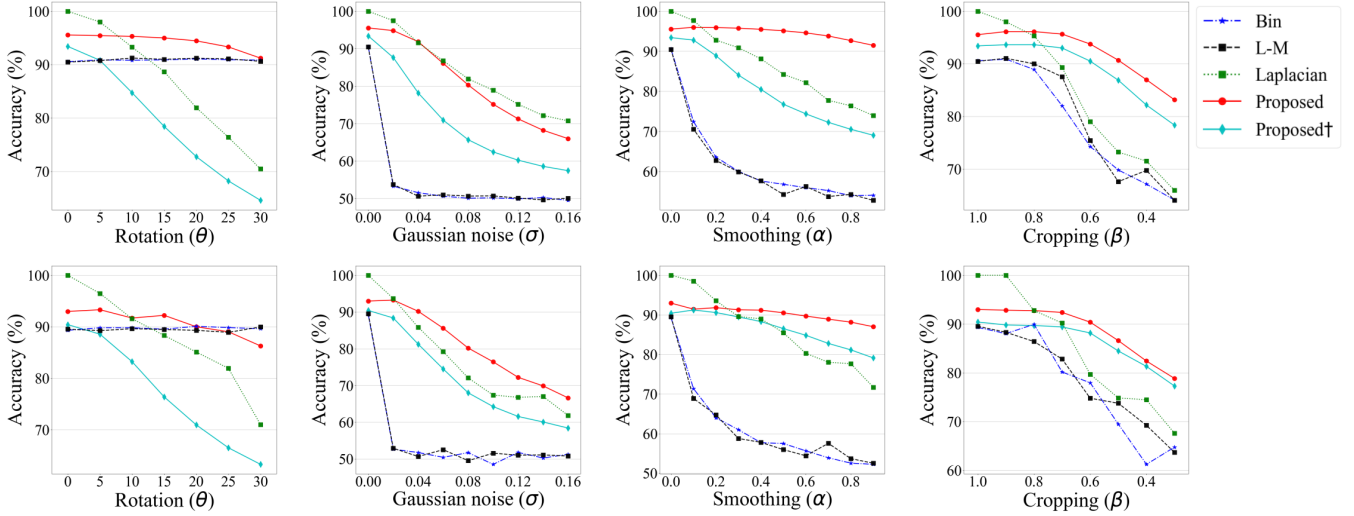 100
90
80
70
Accuracy (%)
0 5 10 15 20 25 30
Rotation (θ)
100
90
80
70
60
50
Accuracy (%)
0.00 0.04 0.08 0.12 0.16
Gaussian noise (σ)
100
90
80
70
60
50
Accuracy (%)
0.0 0.2 0.4 0.6 0.8
Smoothing (α)
100
90
80
70
Accuracy (%)
1.0 0.8 0.6 0.4
Cropping (β)
Bin
L-M
Laplacian
Proposed
Proposed†
100
90
80
70
Accuracy (%)
0 5 10 15 20 25 30
Rotation (θ)
100
90
80
70
60
50
Accuracy (%)
0.00 0.04 0.08 0.12 0.16
Gaussian noise (σ)
100
90
80
70
60
50
Accuracy (%)
0.0 0.2 0.4 0.6 0.8
Smoothing (α)
100
90
80
70
60
Accuracy (%)
1.0 0.8 0.6 0.4
Cropping (β)